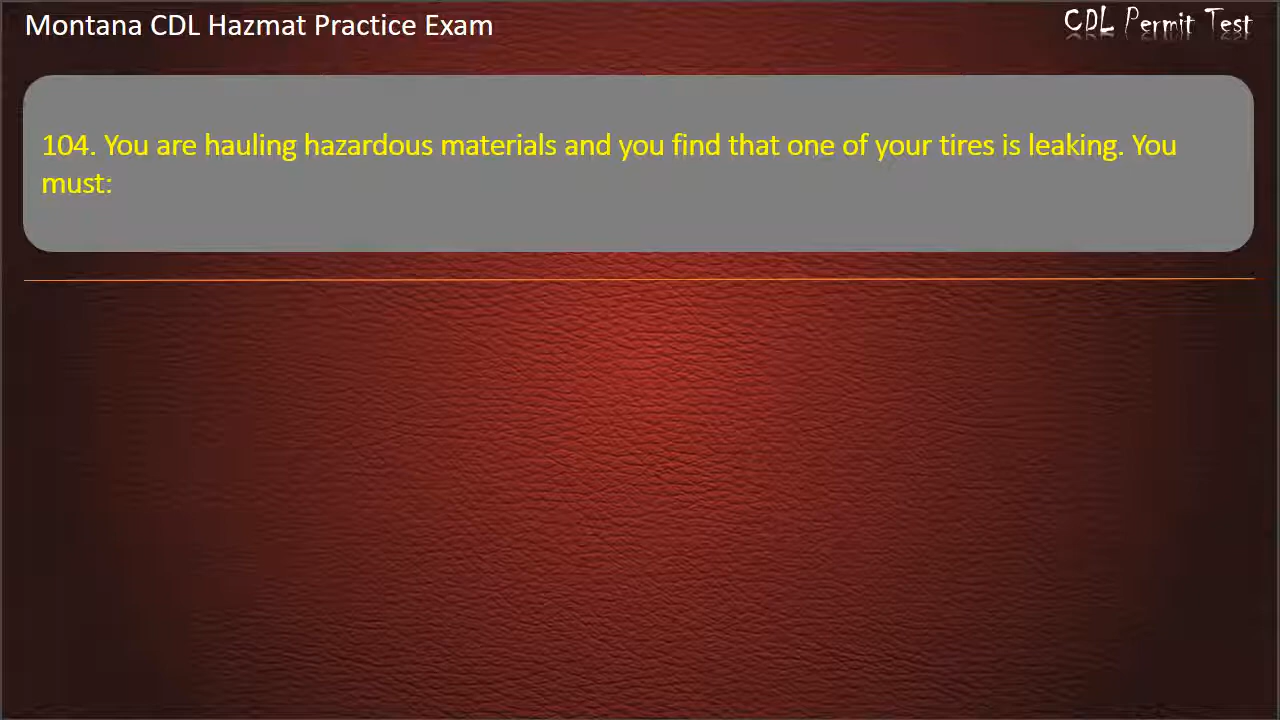 Montana CDL Hazmat Practice Exam
CDL Permit Test
104. You are hauling hazardous materials and you find that one of your tires is leaking. You
must: